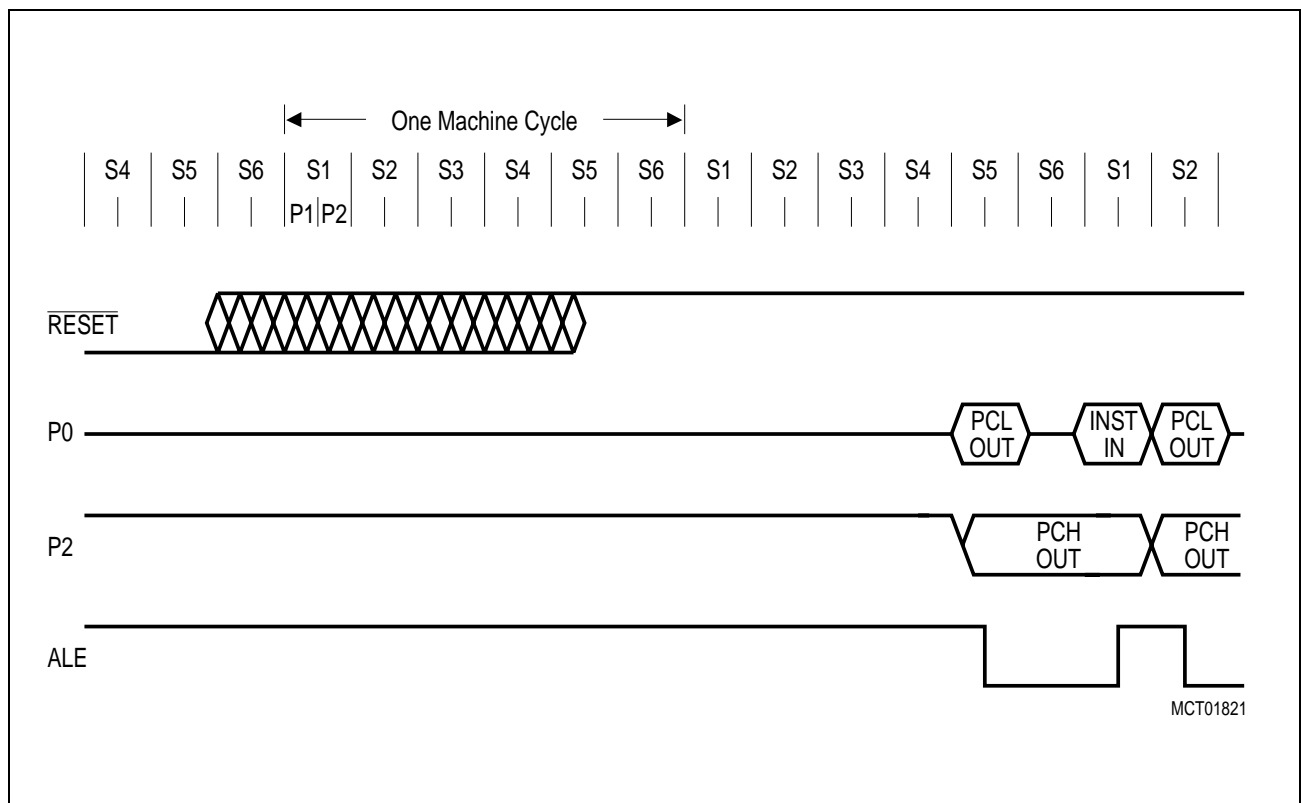 One Machine Cycle
S4 S5 S6 S1 S2 S3 S4 S5 S6 S1 S2 S3 S4 S5 S6 S1 S2
P1 P2
RESET
P0
PCL
OUT
INST
IN
PCL
OUT
P2
PCH
OUT
PCH
OUT
ALE
MCT01821